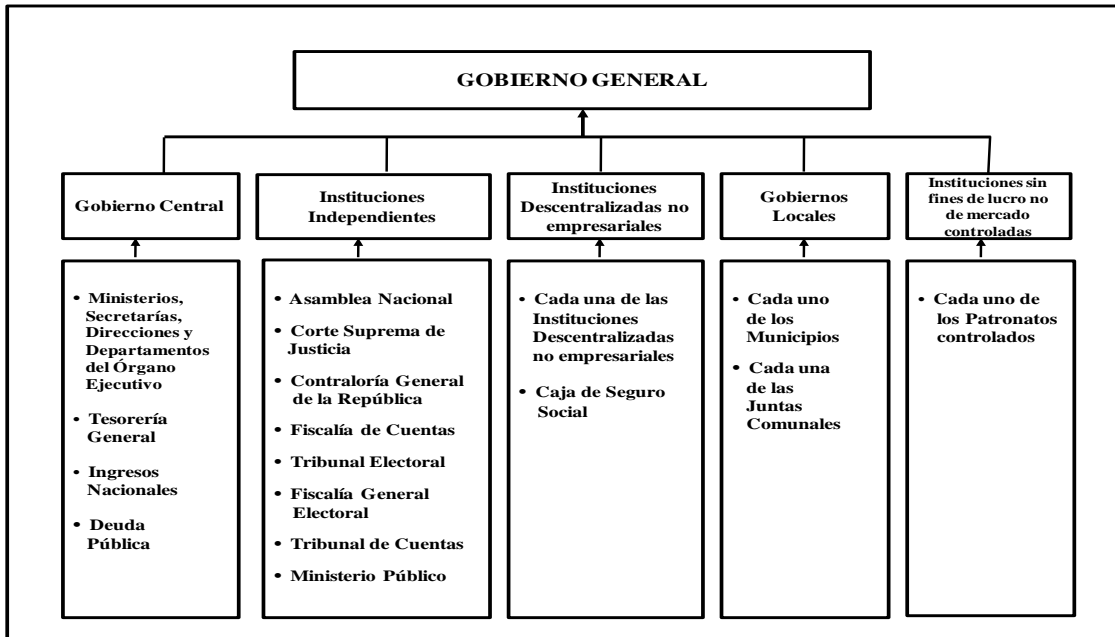 GOBIERNO GENERAL
Gobierno Central
Instituciones
Independientes
Instituciones
Descentralizadas no
empresariales
Gobiernos
Locales
Instituciones sin
fines de lucro no
de mercado
controladas
• Ministerios,
Secretarías,
Direcciones y
Departamentos
del Órgano
Ejecutivo
• Tesorería
General
• Ingresos
Nacionales
• Deuda
Pública
• Asamblea Nacional
• Corte Suprema de
Justicia
• Contraloría General
de la República
• Fiscalía de Cuentas
• Tribunal Electoral
• Fiscalía General
Electoral
• Tribunal de Cuentas
• Ministerio Público
• Cada una de las
Instituciones
Descentralizadas
no empresariales
• Caja de Seguro
Social
• Cada uno
de los
Municipios
• Cada una
de las
Juntas
Comunales
• Cada uno de
los Patronatos
controlados